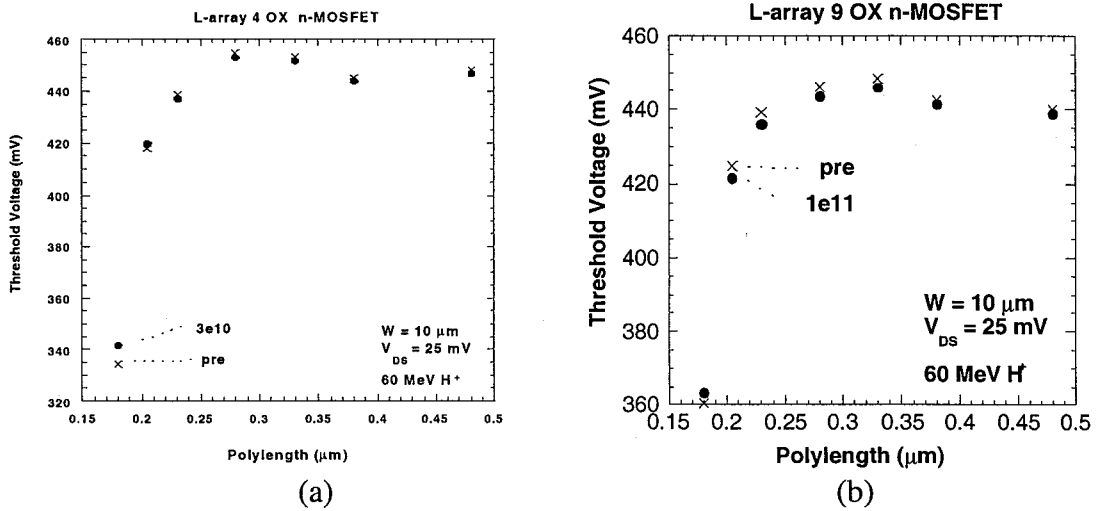 L-array 4 OX n-MOSFET
460
440
420
400
380
360
340
320
Threshold Voltage (mV)
3e10
pre
W = 10 μm
V_DS = 25 mV
60 MeV H⁺
0.15
0.2
0.25
0.3
0.35
0.4
0.45
0.5
Polylength (μm)
(a)
L-array 9 OX n-MOSFET
460
440
420
400
380
360
Threshold Voltage (mV)
pre
1e11
W = 10 μm
V_DS = 25 mV
60 MeV H⁺
0.15
0.2
0.25
0.3
0.35
0.4
0.45
0.5
Polylength (μm)
(b)